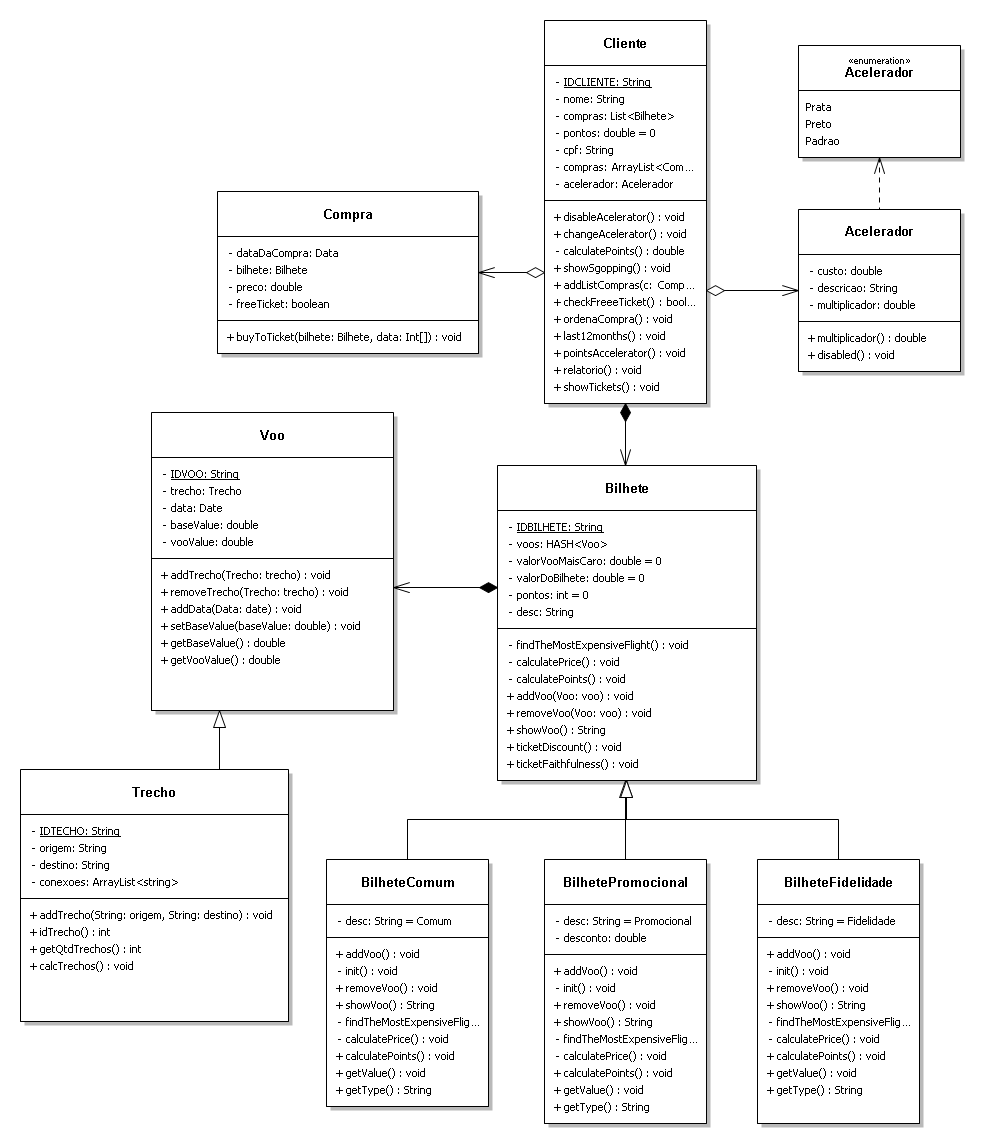 Cliente
- IDCLIENTE: String
- nome: String
- compras: List<Bilhete>
- pontos: double = 0
- cpf: String
- compras: ArrayList<Com...
- acelerador: Acelerador
+ disableAcelerator() : void
+ changeAcelerator() : void
- calculatePoints() : double
+ showSgopping() : void
+ addListCompras(c: Comp...
+ checkFreeeTicket() : bool...
+ ordenaCompra() : void
+ last12months() : void
+ pointsAccelerator() : void
+ relatorio() : void
+ showTickets() : void
«enumeration»
Acelerador
Prata
Preto
Padrao
Compra
- dataDaCompra: Data
- bilhete: Bilhete
- preco: double
- freeTicket: boolean
+ buyToTicket(bilhete: Bilhete, data: Int[]) : void
Acelerador
- custo: double
- descricao: String
- multiplicador: double
+ multiplicador() : double
+ disabled() : void
Voo
- IDVOO: String
- trecho: Trecho
- data: Date
- baseValue: double
- vooValue: double
+ addTrecho(Trecho: trecho) : void
+ removeTrecho(Trecho: trecho) : void
+ addData(Data: date) : void
+ setBaseValue(baseValue: double) : void
+ getBaseValue() : double
+ getVooValue() : double
Bilhete
- IDBILHETE: String
- voos: HASH<Voo>
- valorVooMaisCaro: double = 0
- valorDoBilhete: double = 0
- pontos: int = 0
- desc: String
- findTheMostExpensiveFlight() : void
- calculatePrice() : void
- calculatePoints() : void
+ addVoo(Voo: voo) : void
+ removeVoo(Voo: voo) : void
+ showVoo() : String
+ ticketDiscount() : void
+ ticketFaithfulness() : void
Trecho
- IDTECHO: String
- origem: String
- destino: String
- conexoes: ArrayList<string>
+ addTrecho(String: origem, String: destino) : void
+ idTrecho() : int
+ getQtdTrechos() : int
+ calcTrechos() : void
BilheteComum
- desc: String = Comum
+ addVoo() : void
- init() : void
+ removeVoo() : void
+ showVoo() : String
- findTheMostExpensiveFlig...
- calculatePrice() : void
+ calculatePoints() : void
+ getValue() : void
+ getType() : String
BilhetePromocional
- desc: String = Promocional
- desconto: double
+ addVoo() : void
- init() : void
+ removeVoo() : void
+ showVoo() : String
- findTheMostExpensiveFlig...
- calculatePrice() : void
+ calculatePoints() : void
+ getValue() : void
+ getType() : String
BilheteFidelidade
- desc: String = Fidelidade
+ addVoo() : void
- init() : void
+ removeVoo() : void
+ showVoo() : String
- findTheMostExpensiveFlig...
- calculatePrice() : void
+ calculatePoints() : void
+ getValue() : void
+ getType() : String